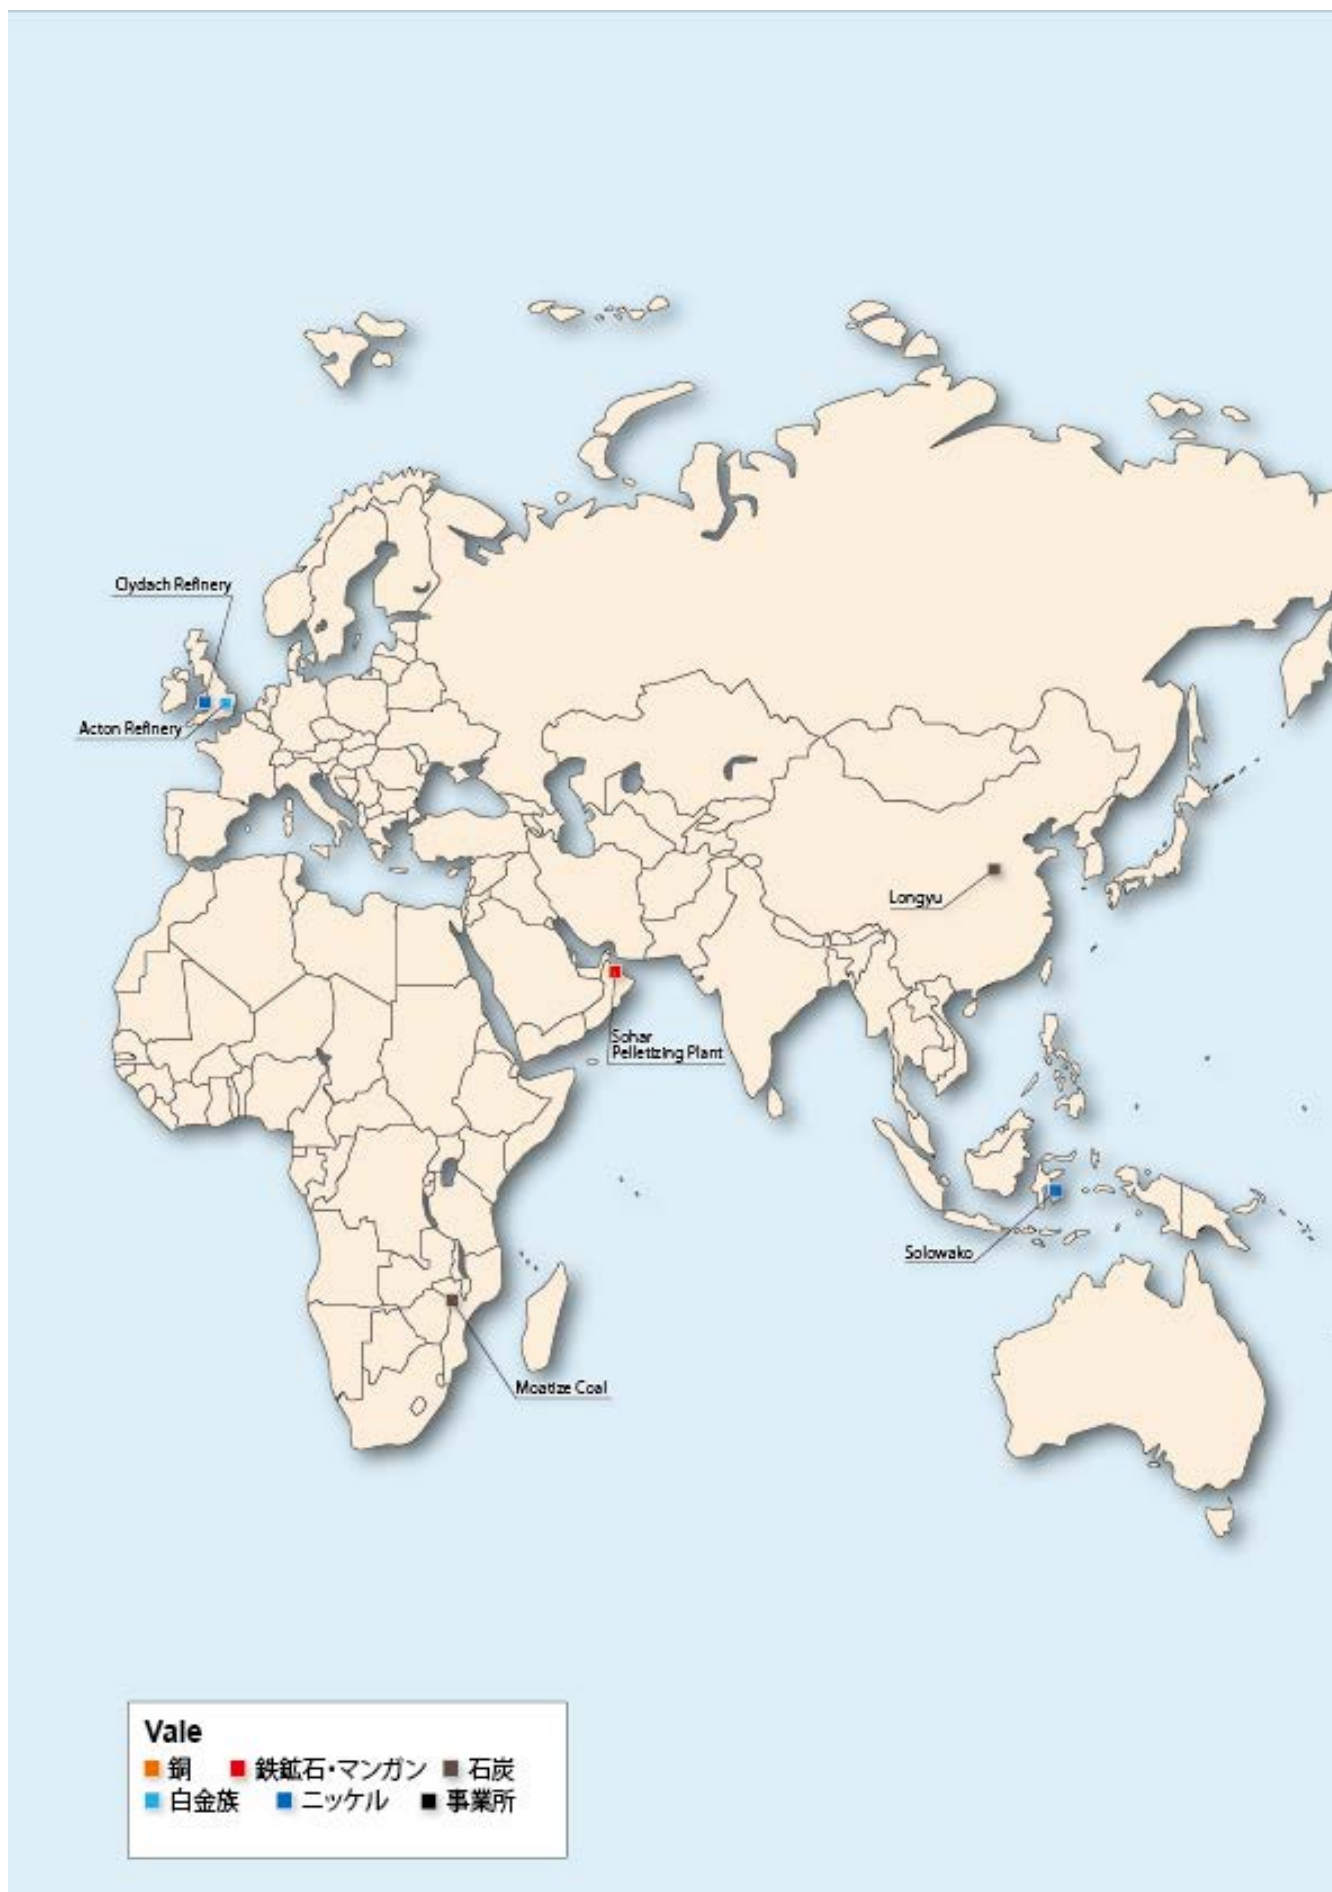 Clydach Refinery
Acton Refinery
Longyu
Sohar
Pelletizing Plant
Solowako
Moatize Coal
Vale
銅 鉄鉱石・マンガン 石炭
白金族 ニッケル 事業所